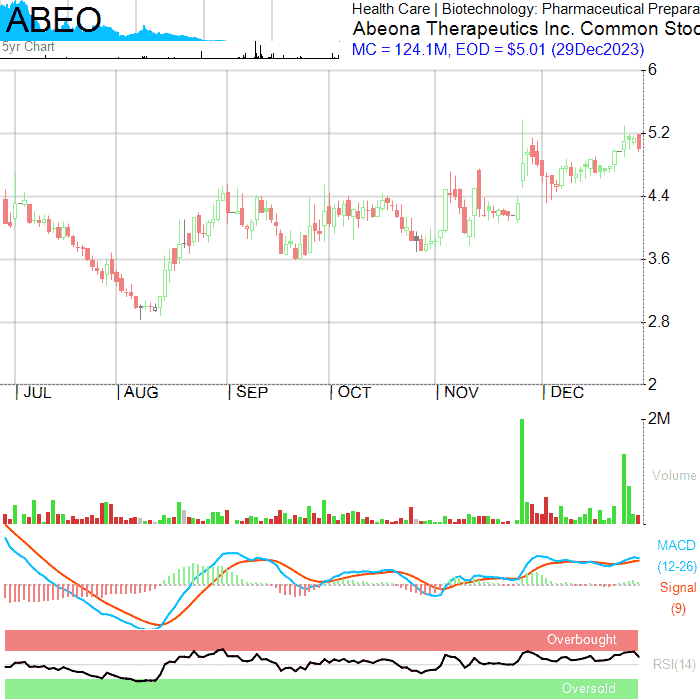 ABEO
5yr Chart
Health Care | Biotechnology: Pharmaceutical Prepara
Abeona Therapeutics Inc. Common Stoc
MC = 124.1M, EOD = $5.01 (29Dec2023)
6
5.2
4.4
3.6
2.8
2
JUL AUG SEP OCT NOV DEC
2M
Volume
MACD
(12-26)
Signal
(9)
Overbought
RSI(14)
Oversold